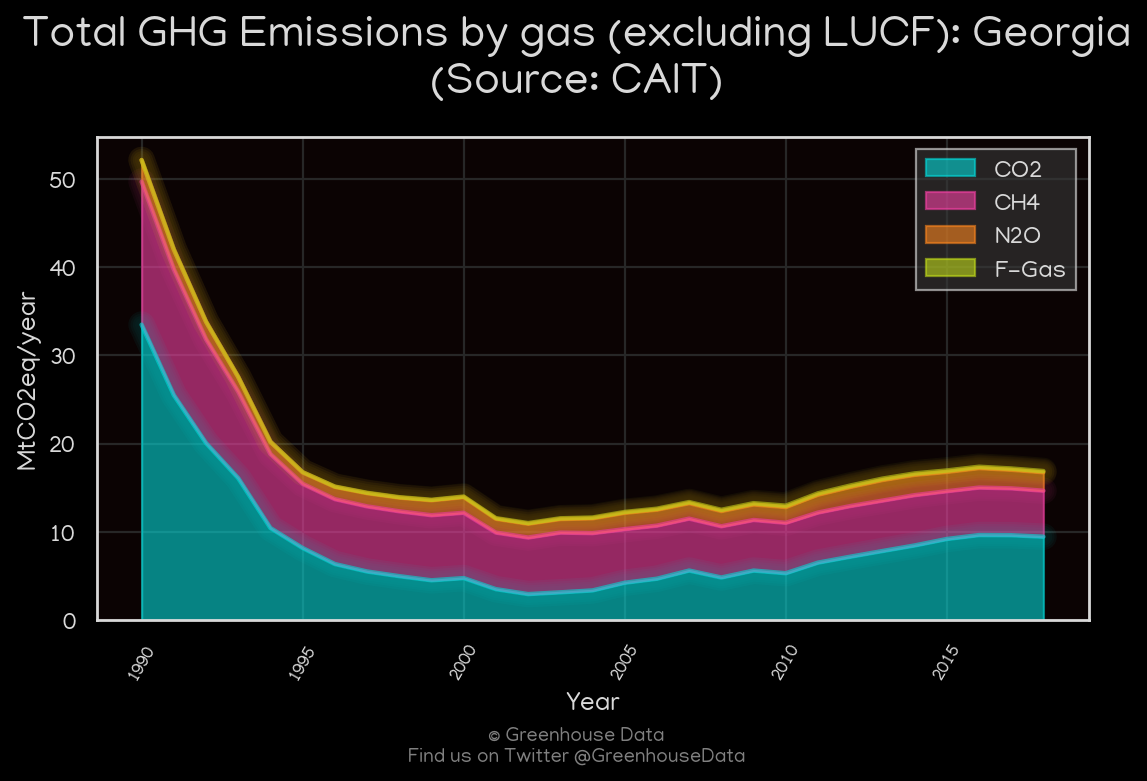 Total GHG Emissions by gas (excluding LUCF): Georgia
(Source: CAIT)
CO2
CH4
N2O
F-Gas
50
40
30
20
10
0
MtCO2eq/year
1990
1995
2000
2005
2010
2015
Year
© Greenhouse Data
Find us on Twitter @GreenhouseData